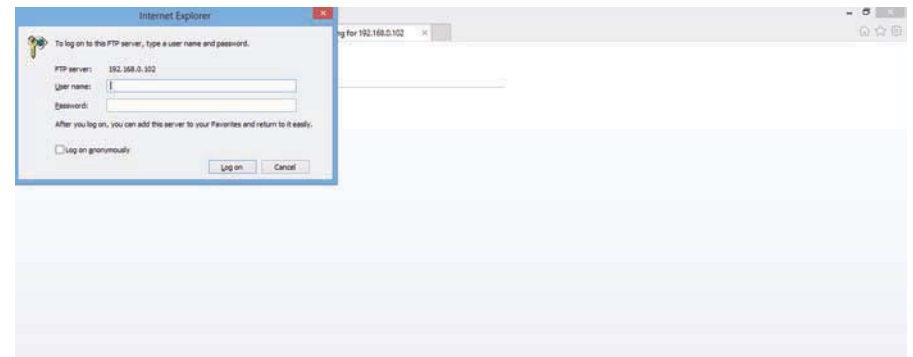 Internet Explorer
ng for 192.168.0.102
To log on to this FTP server, type a user name and password.
FTP server: 192.168.0.102
User name:
Password:
After you log on, you can add this server to your Favorites and return to it easily.
Log on anonymously
Log on Cancel